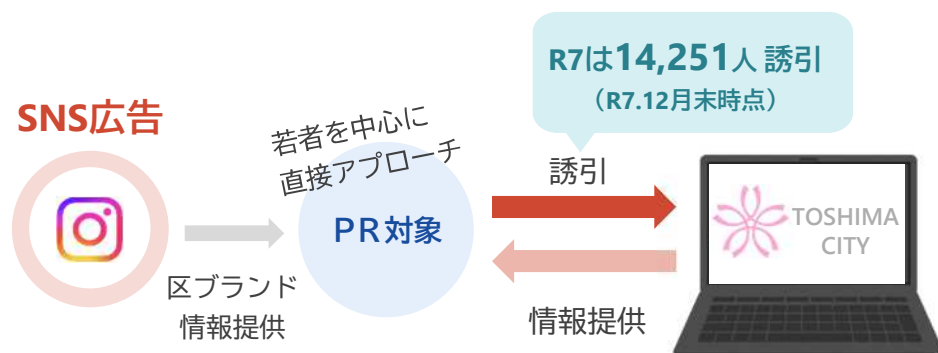 R7は14,251人 誘引
（R7.12月末時点）
SNS広告
若者を中心に
直接アプローチ
誘引
PR対象
TOSHIMA
CITY
区ブランド
情報提供
情報提供